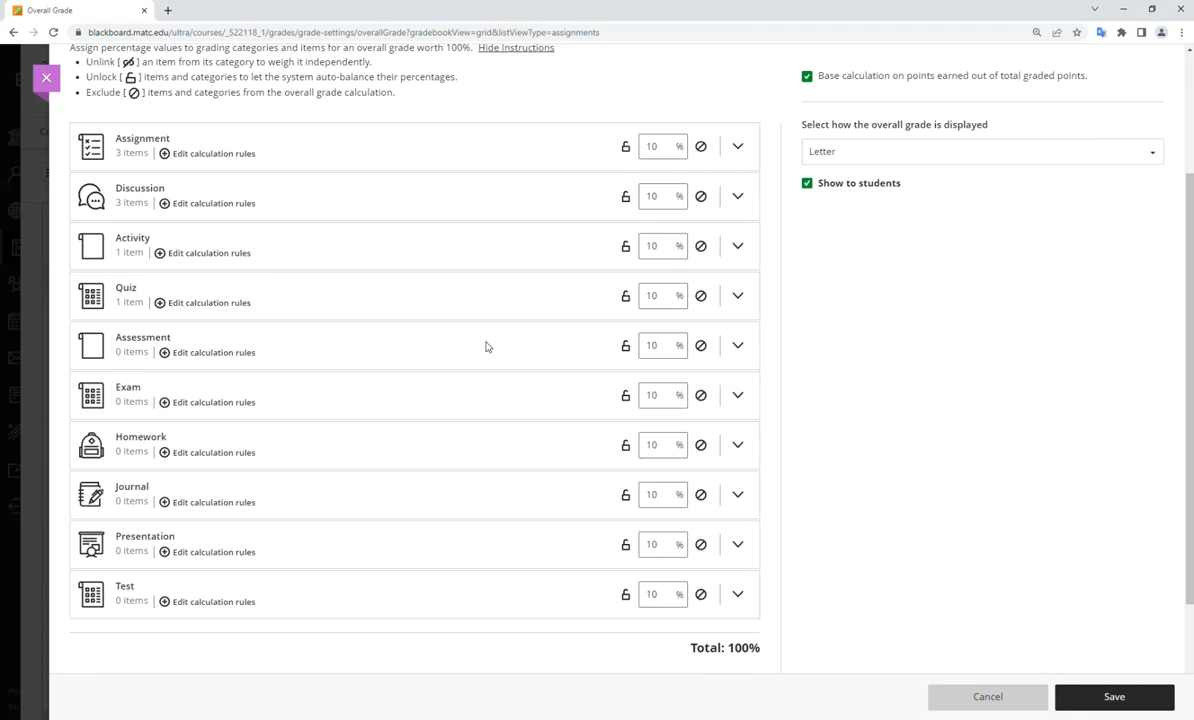 Overall Grade
blackboard.matc.edu/ultra/courses/_522118_1/grades/grade-settings/overallGrade?gradebookView=grid&listViewType=assignments
Assign percentage values to grading categories and items for an overall grade worth 100%. Hide Instructions
Unlink [ ] an item from its category to weigh it independently.
Unlock [ ] items and categories to let the system auto-balance their percentages.
Exclude [ ] items and categories from the overall grade calculation.
Assignment
3 items | Edit calculation rules
10 %
Discussion
3 items | Edit calculation rules
10 %
Activity
1 item | Edit calculation rules
10 %
Quiz
1 item | Edit calculation rules
10 %
Assessment
0 items | Edit calculation rules
10 %
Exam
0 items | Edit calculation rules
10 %
Homework
0 items | Edit calculation rules
10 %
Journal
0 items | Edit calculation rules
10 %
Presentation
0 items | Edit calculation rules
10 %
Test
0 items | Edit calculation rules
10 %
Total: 100%
Base calculation on points earned out of total graded points.
Select how the overall grade is displayed
Letter
Show to students
Cancel
Save